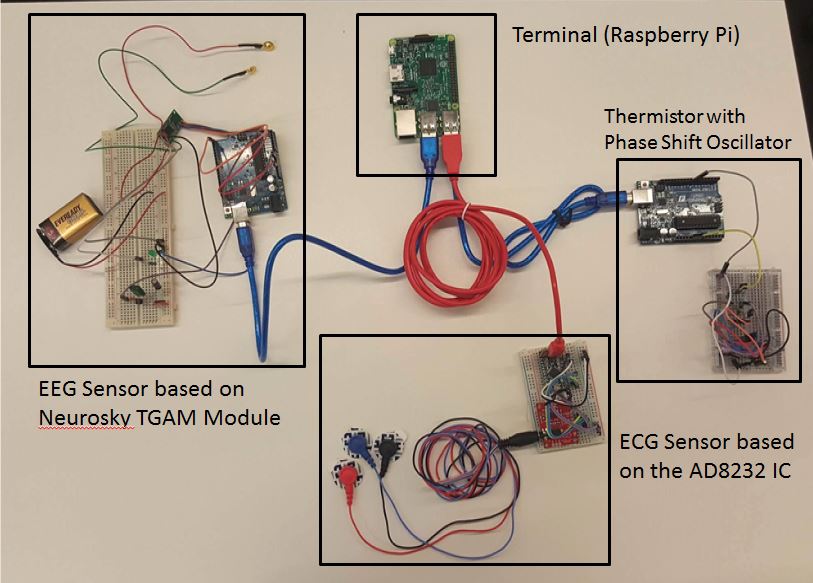 Terminal (Raspberry Pi)
Thermistor with
Phase Shift Oscillator
EVEREADY
EEG Sensor based on
Neurosky TGAM Module
ECG Sensor based
on the AD8232 IC